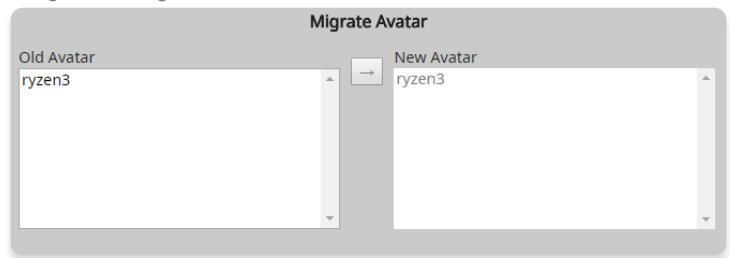 Migrate Avatar
Old Avatar
→
New Avatar
ryzen3
ryzen3